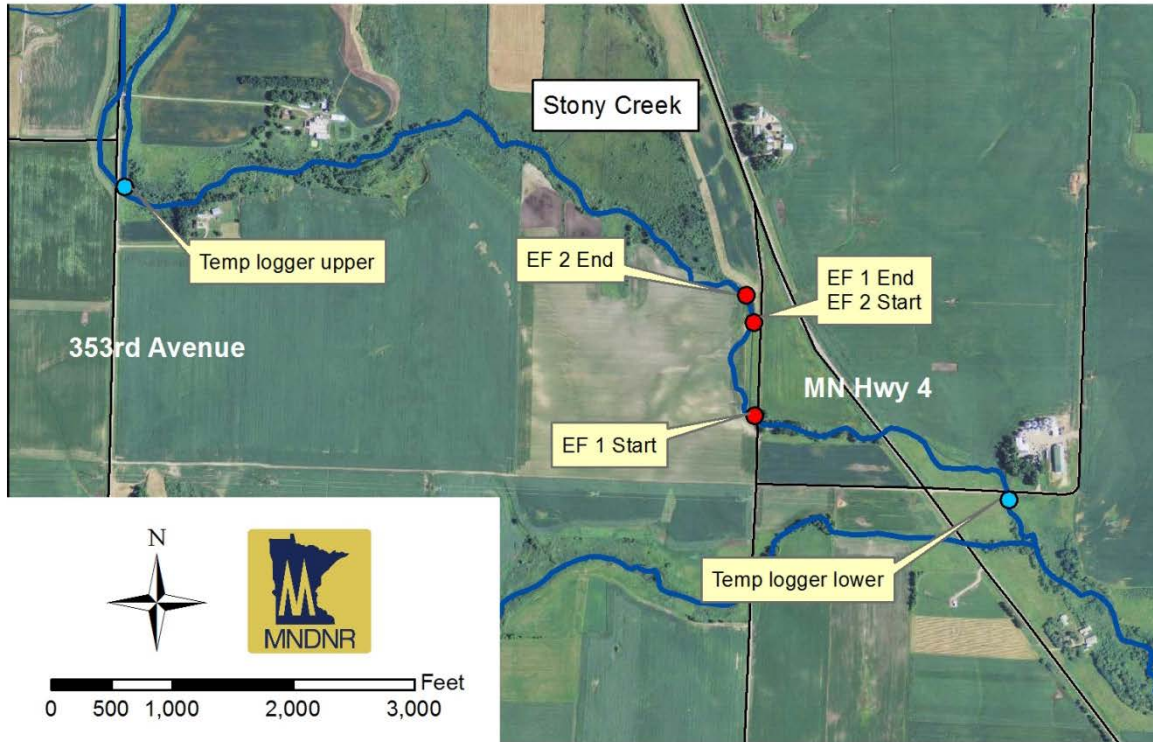 Stony Creek
Temp logger upper
EF 2 End
EF 1 End
EF 2 Start
353rd Avenue
MN Hwy 4
EF 1 Start
Temp logger lower
N
MNDNR
Feet
0 500 1,000 2,000 3,000